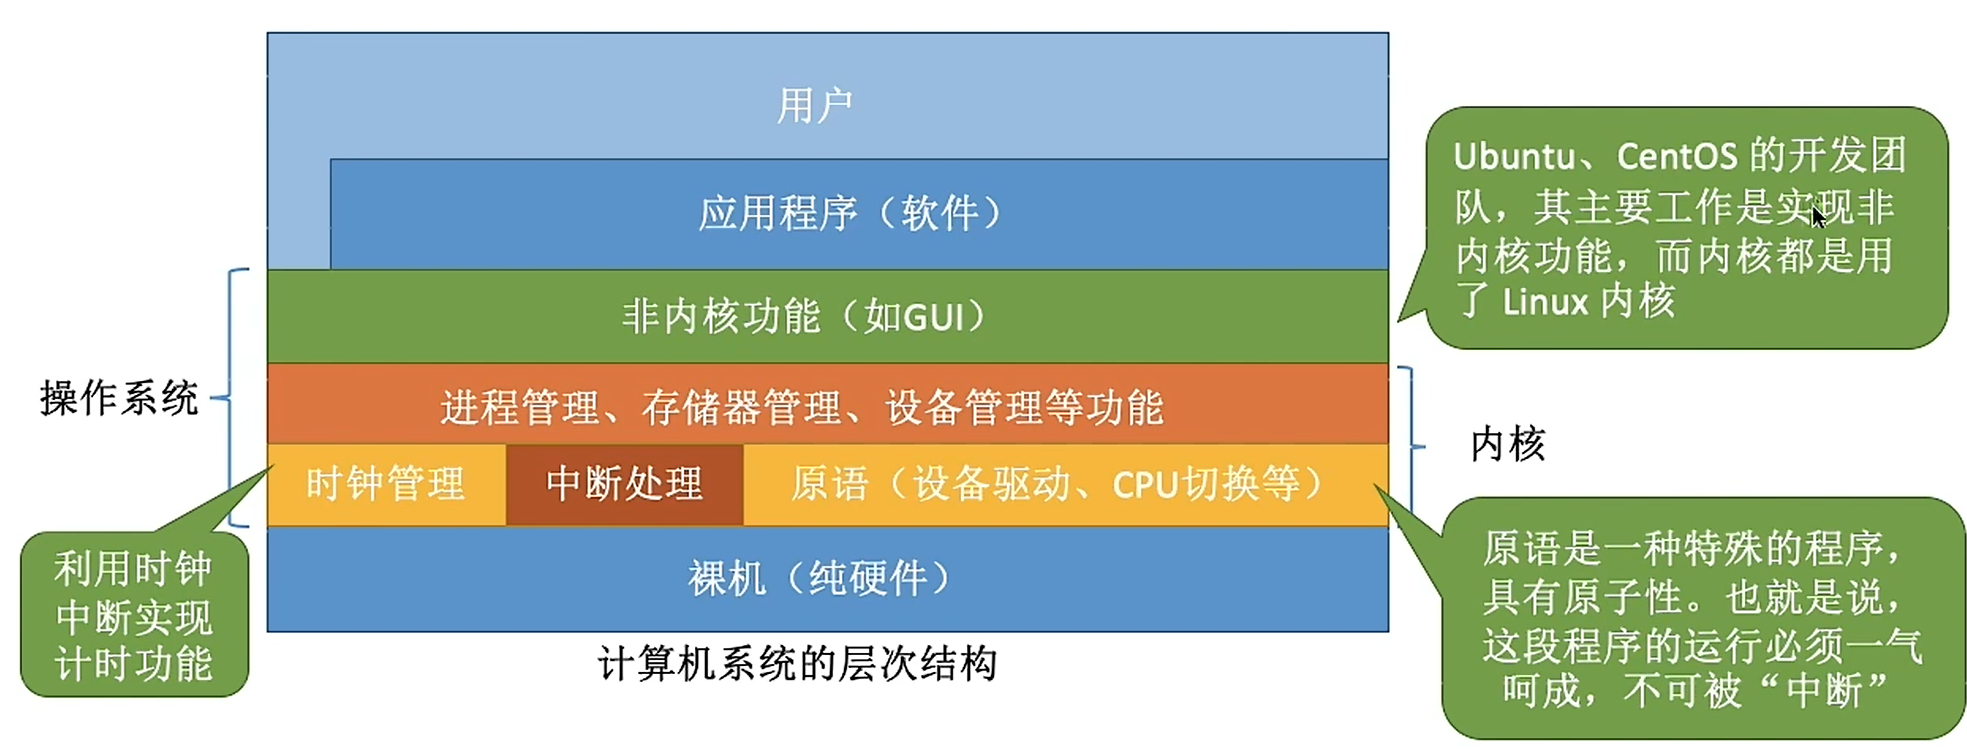 用户
应用程序（软件）
非内核功能（如GUI）
进程管理、存储器管理、设备管理等功能
时钟管理
中断处理
原语（设备驱动、CPU切换等）
裸机（纯硬件）
计算机系统的层次结构
操作系统
内核
利用时钟
中断实现
计时功能
Ubuntu、CentOS 的开发团
队，其主要工作是实现非
内核功能，而内核都是用
了 Linux 内核
原语是一种特殊的程序，
具有原子性。也就是说，
这段程序的运行必须一气
呵成，不可被“中断”